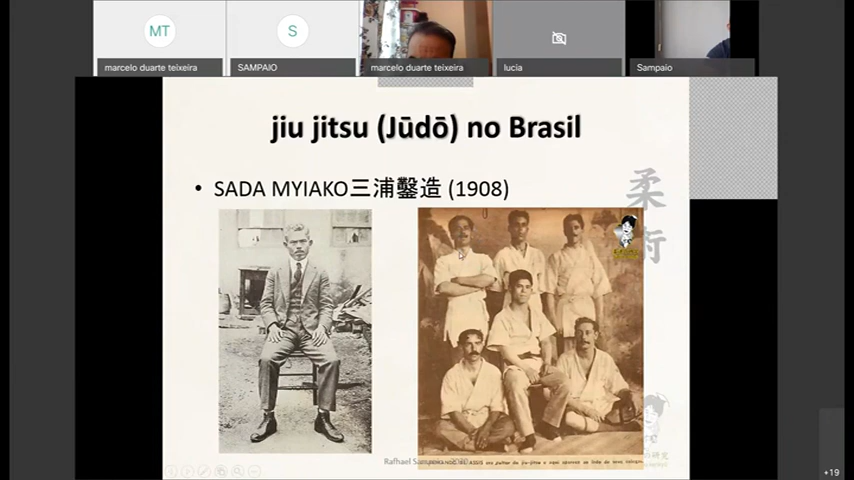 MT
S
marcelo duarte teixeira
SAMPAIO
marcelo duarte teixeira
lucia
Sampaio
jiu jitsu (Jūdō) no Brasil
• SADA MYIAKO三浦鑿造 (1908)
柔
術
+19